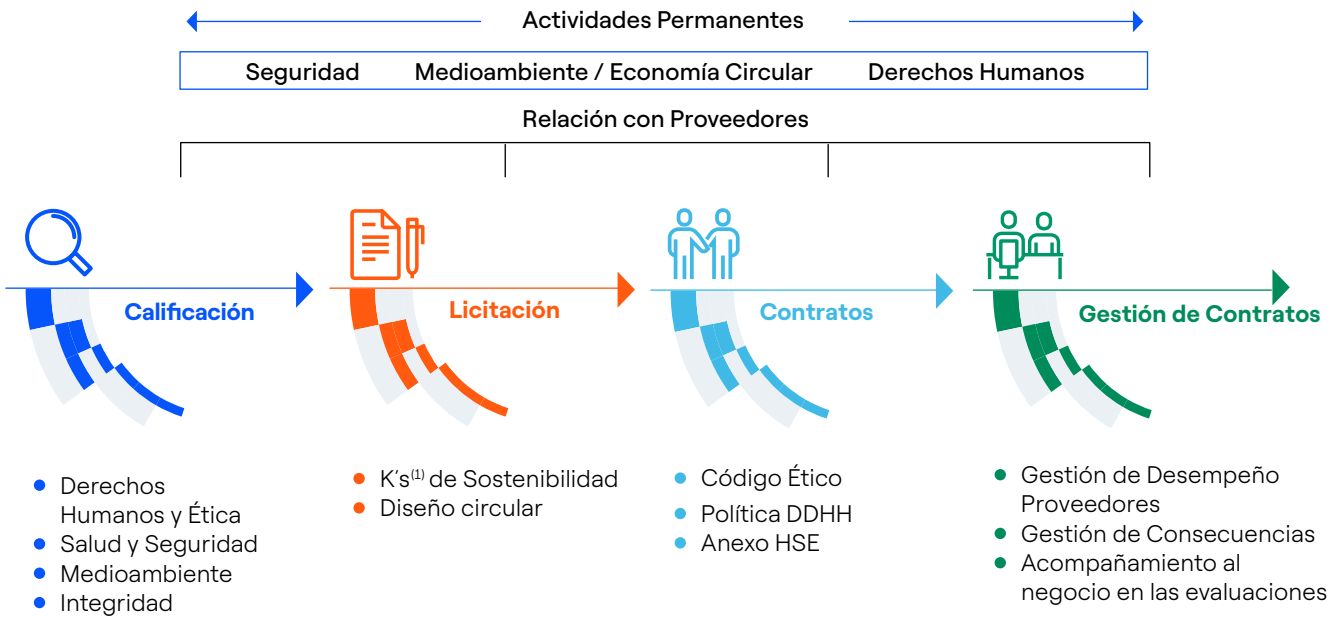 Actividades Permanentes
Seguridad Medioambiente / Economía Circular Derechos Humanos
Relación con Proveedores
Calificación
Licitación
Contratos
Gestión de Contratos
Derechos
Humanos y Ética
Salud y Seguridad
Medioambiente
Integridad
K´s(1) de Sostenibilidad
Diseño circular
Código Ético
Política DDHH
Anexo HSE
Gestión de Desempeño
Proveedores
Gestión de Consecuencias
Acompañamiento al
negocio en las evaluaciones